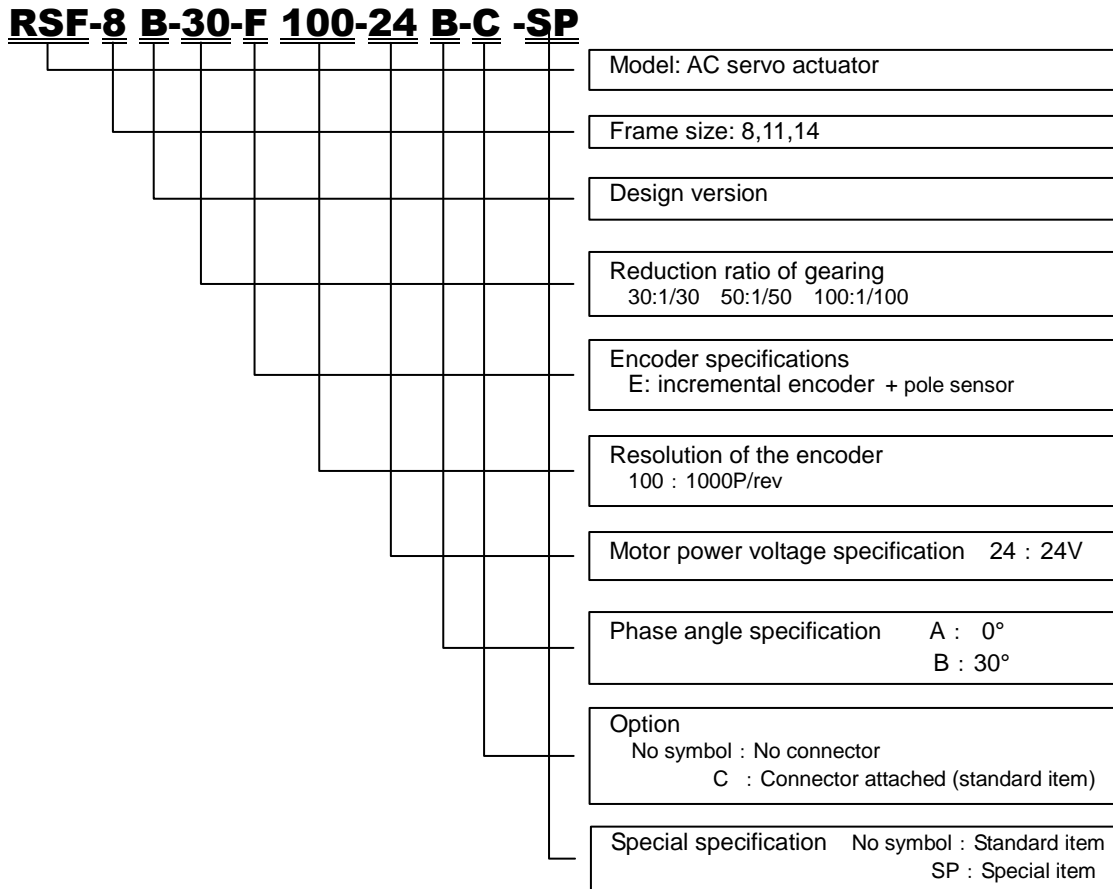 RSF-8 B-30-F 100-24 B-C -SP
Model: AC servo actuator
Frame size: 8,11,14
Design version
Reduction ratio of gearing
30:1/30 50:1/50 100:1/100
Encoder specifications
E: incremental encoder + pole sensor
Resolution of the encoder
100 : 1000P/rev
Motor power voltage specification 24 : 24V
Phase angle specification A : 0°
B : 30°
Option
No symbol : No connector
C : Connector attached (standard item)
Special specification No symbol : Standard item
SP : Special item